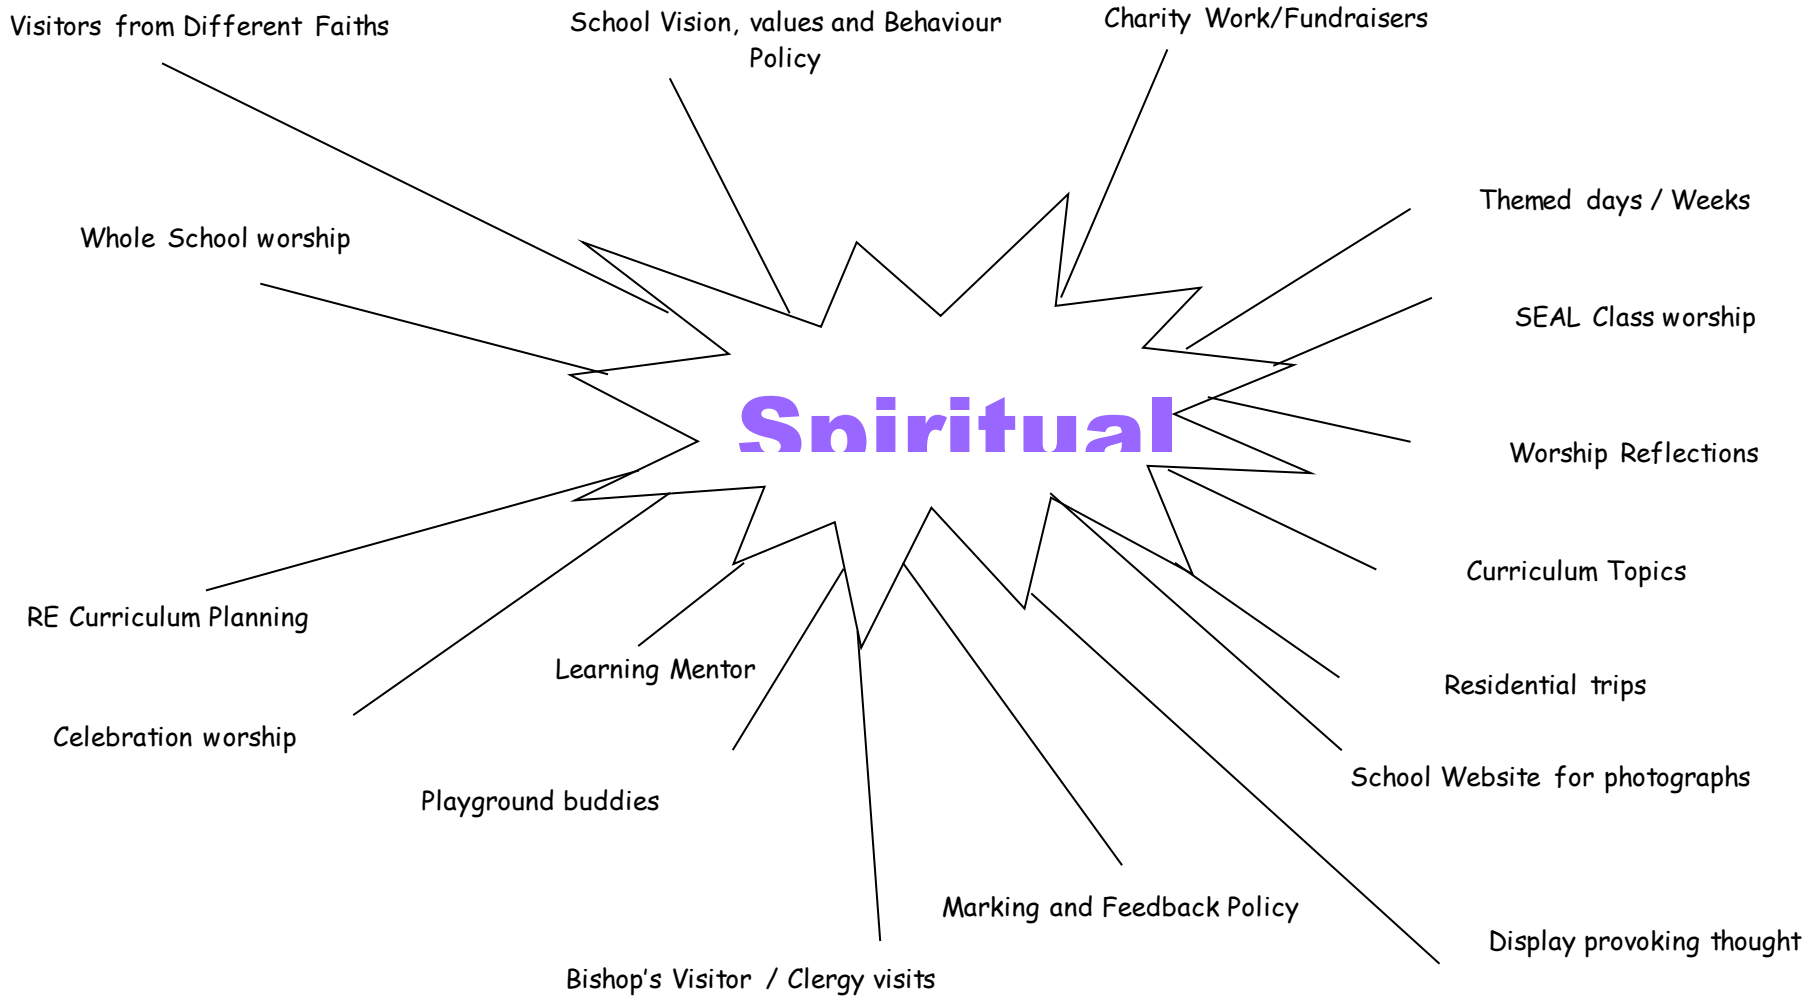 Visitors from Different Faiths
School Vision, values and Behaviour
Policy
Charity Work/Fundraisers
Themed days / Weeks
Whole School worship
SEAL Class worship
Spiritual
Worship Reflections
Curriculum Topics
RE Curriculum Planning
Learning Mentor
Residential trips
Celebration worship
School Website for photographs
Playground buddies
Marking and Feedback Policy
Display provoking thought
Bishop's Visitor / Clergy visits